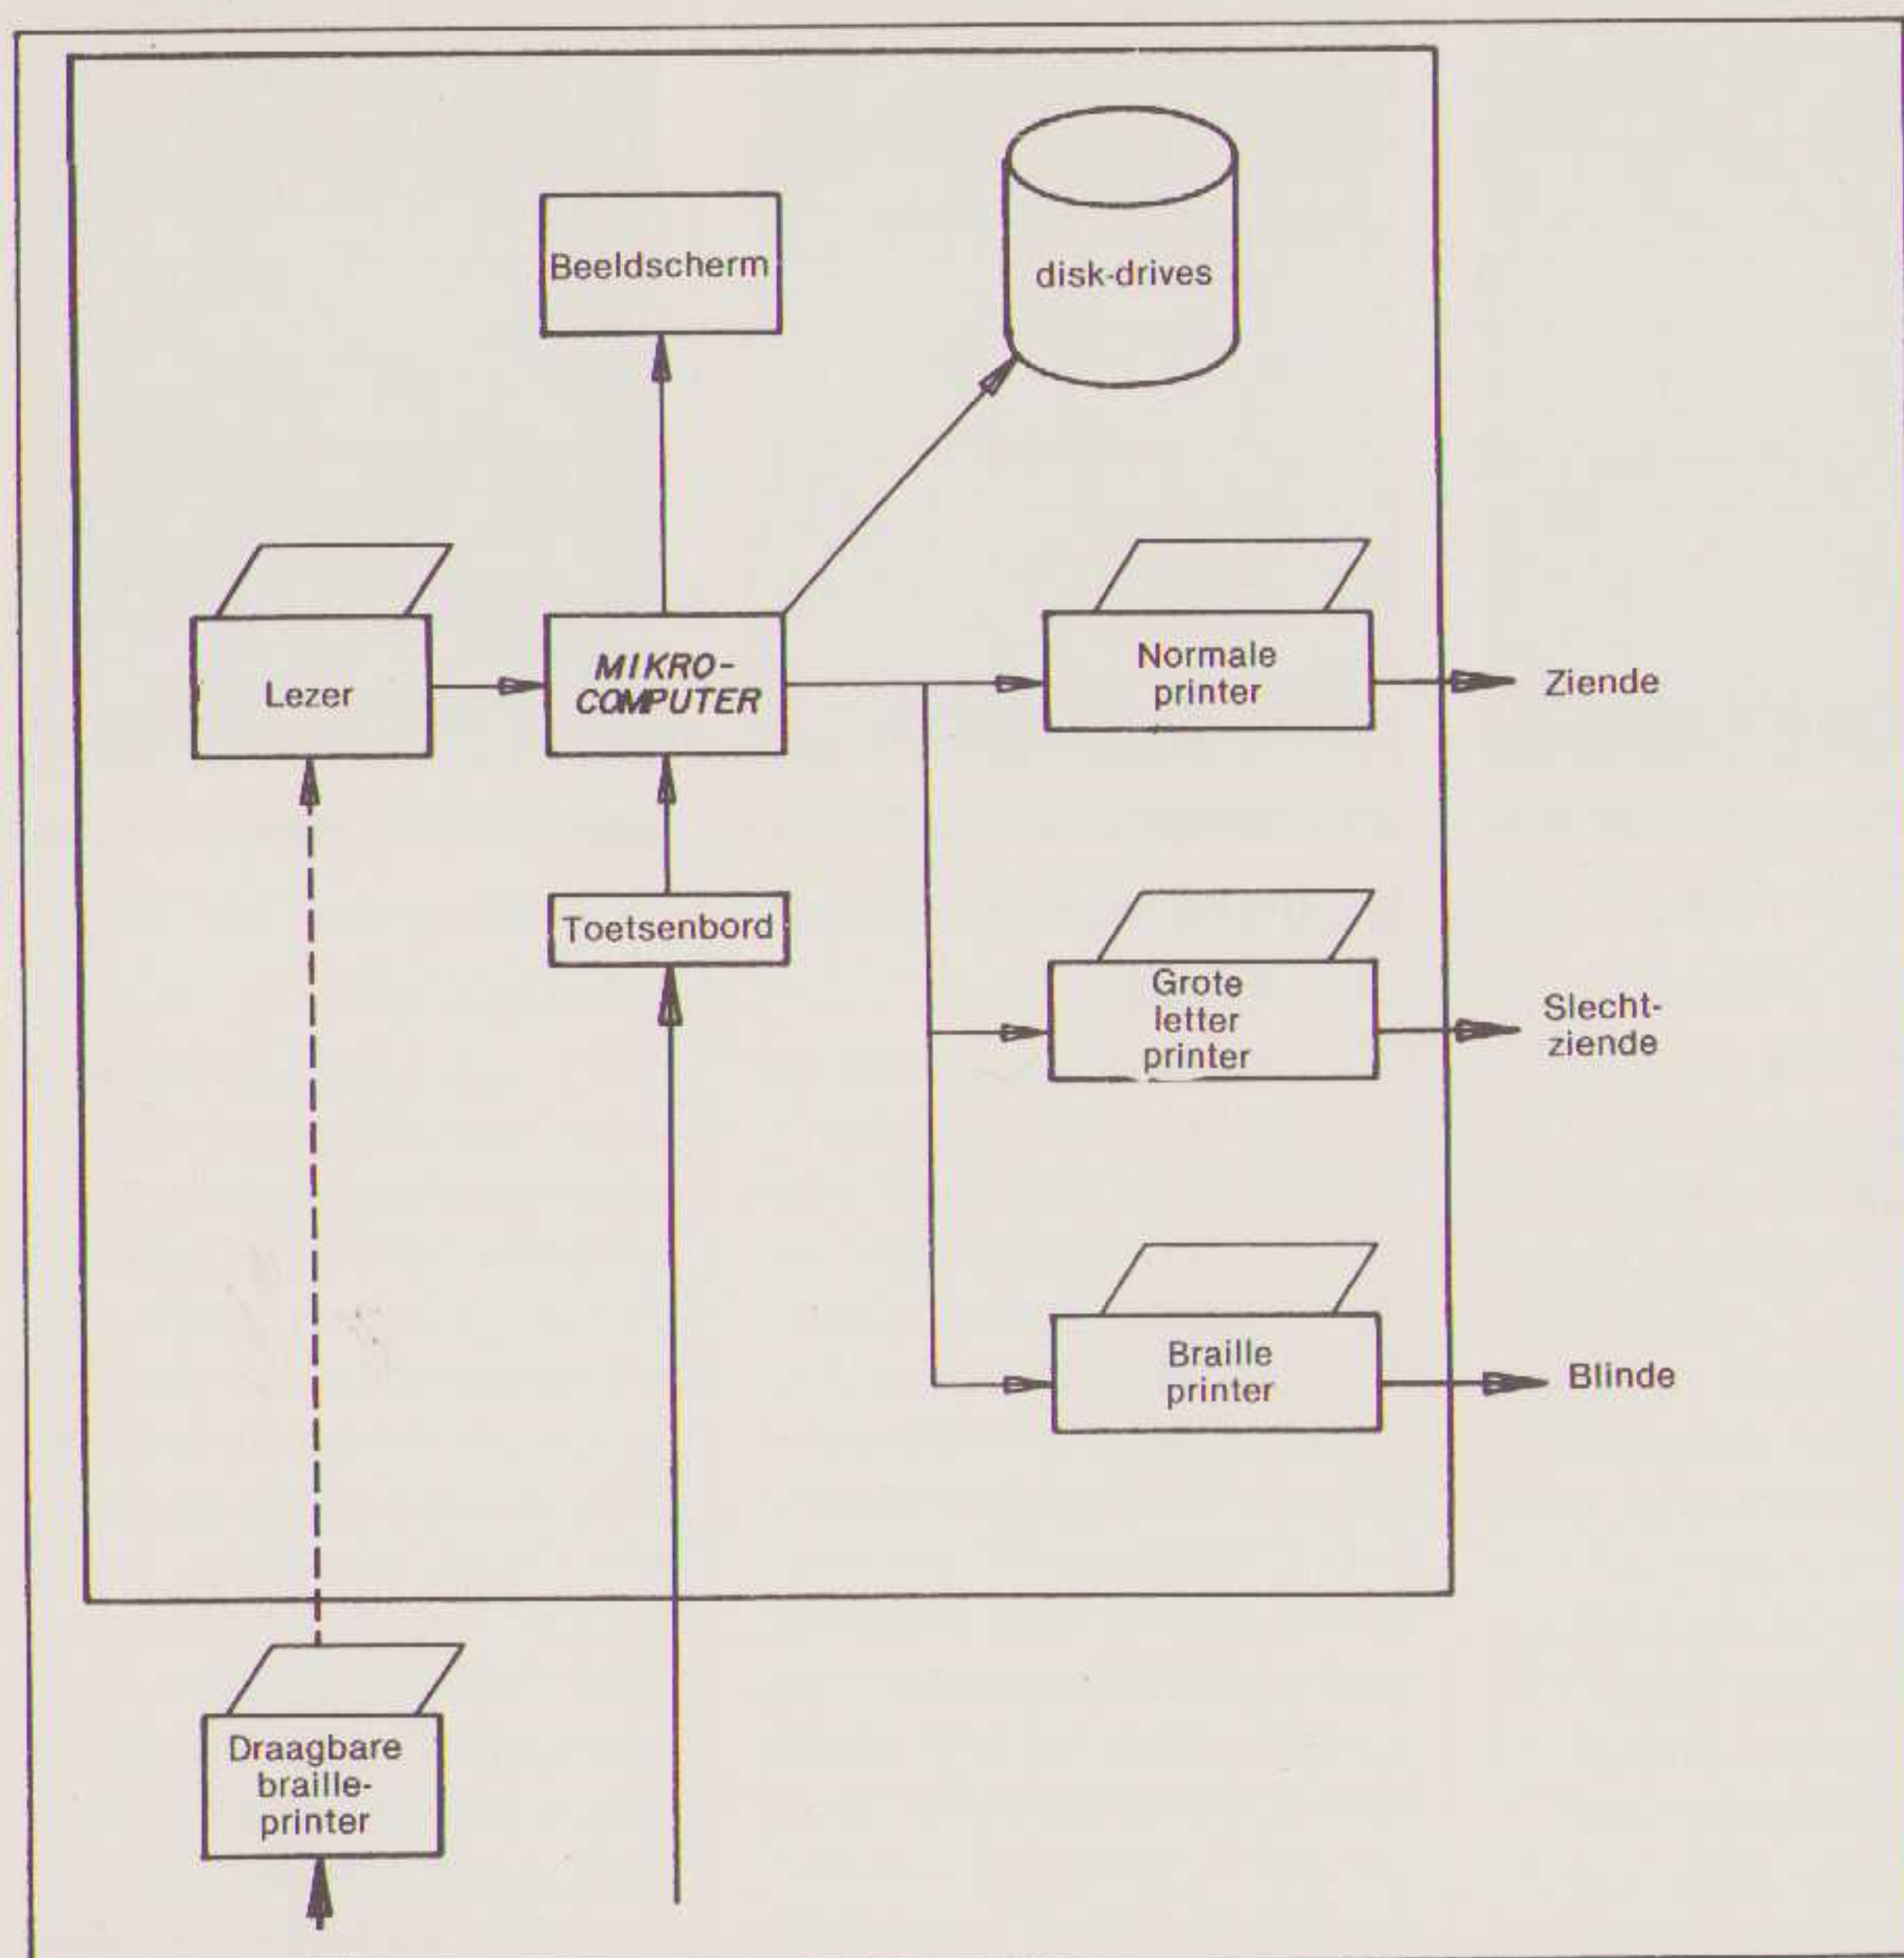 Beeldscherm
disk-drives
Lezer
MIKRO-
COMPUTER
Normale
printer
Ziende
Toetsenbord
Grote
letter
printer
Slecht-
ziende
Braille
printer
Blinde
Draagbare
braille-
printer